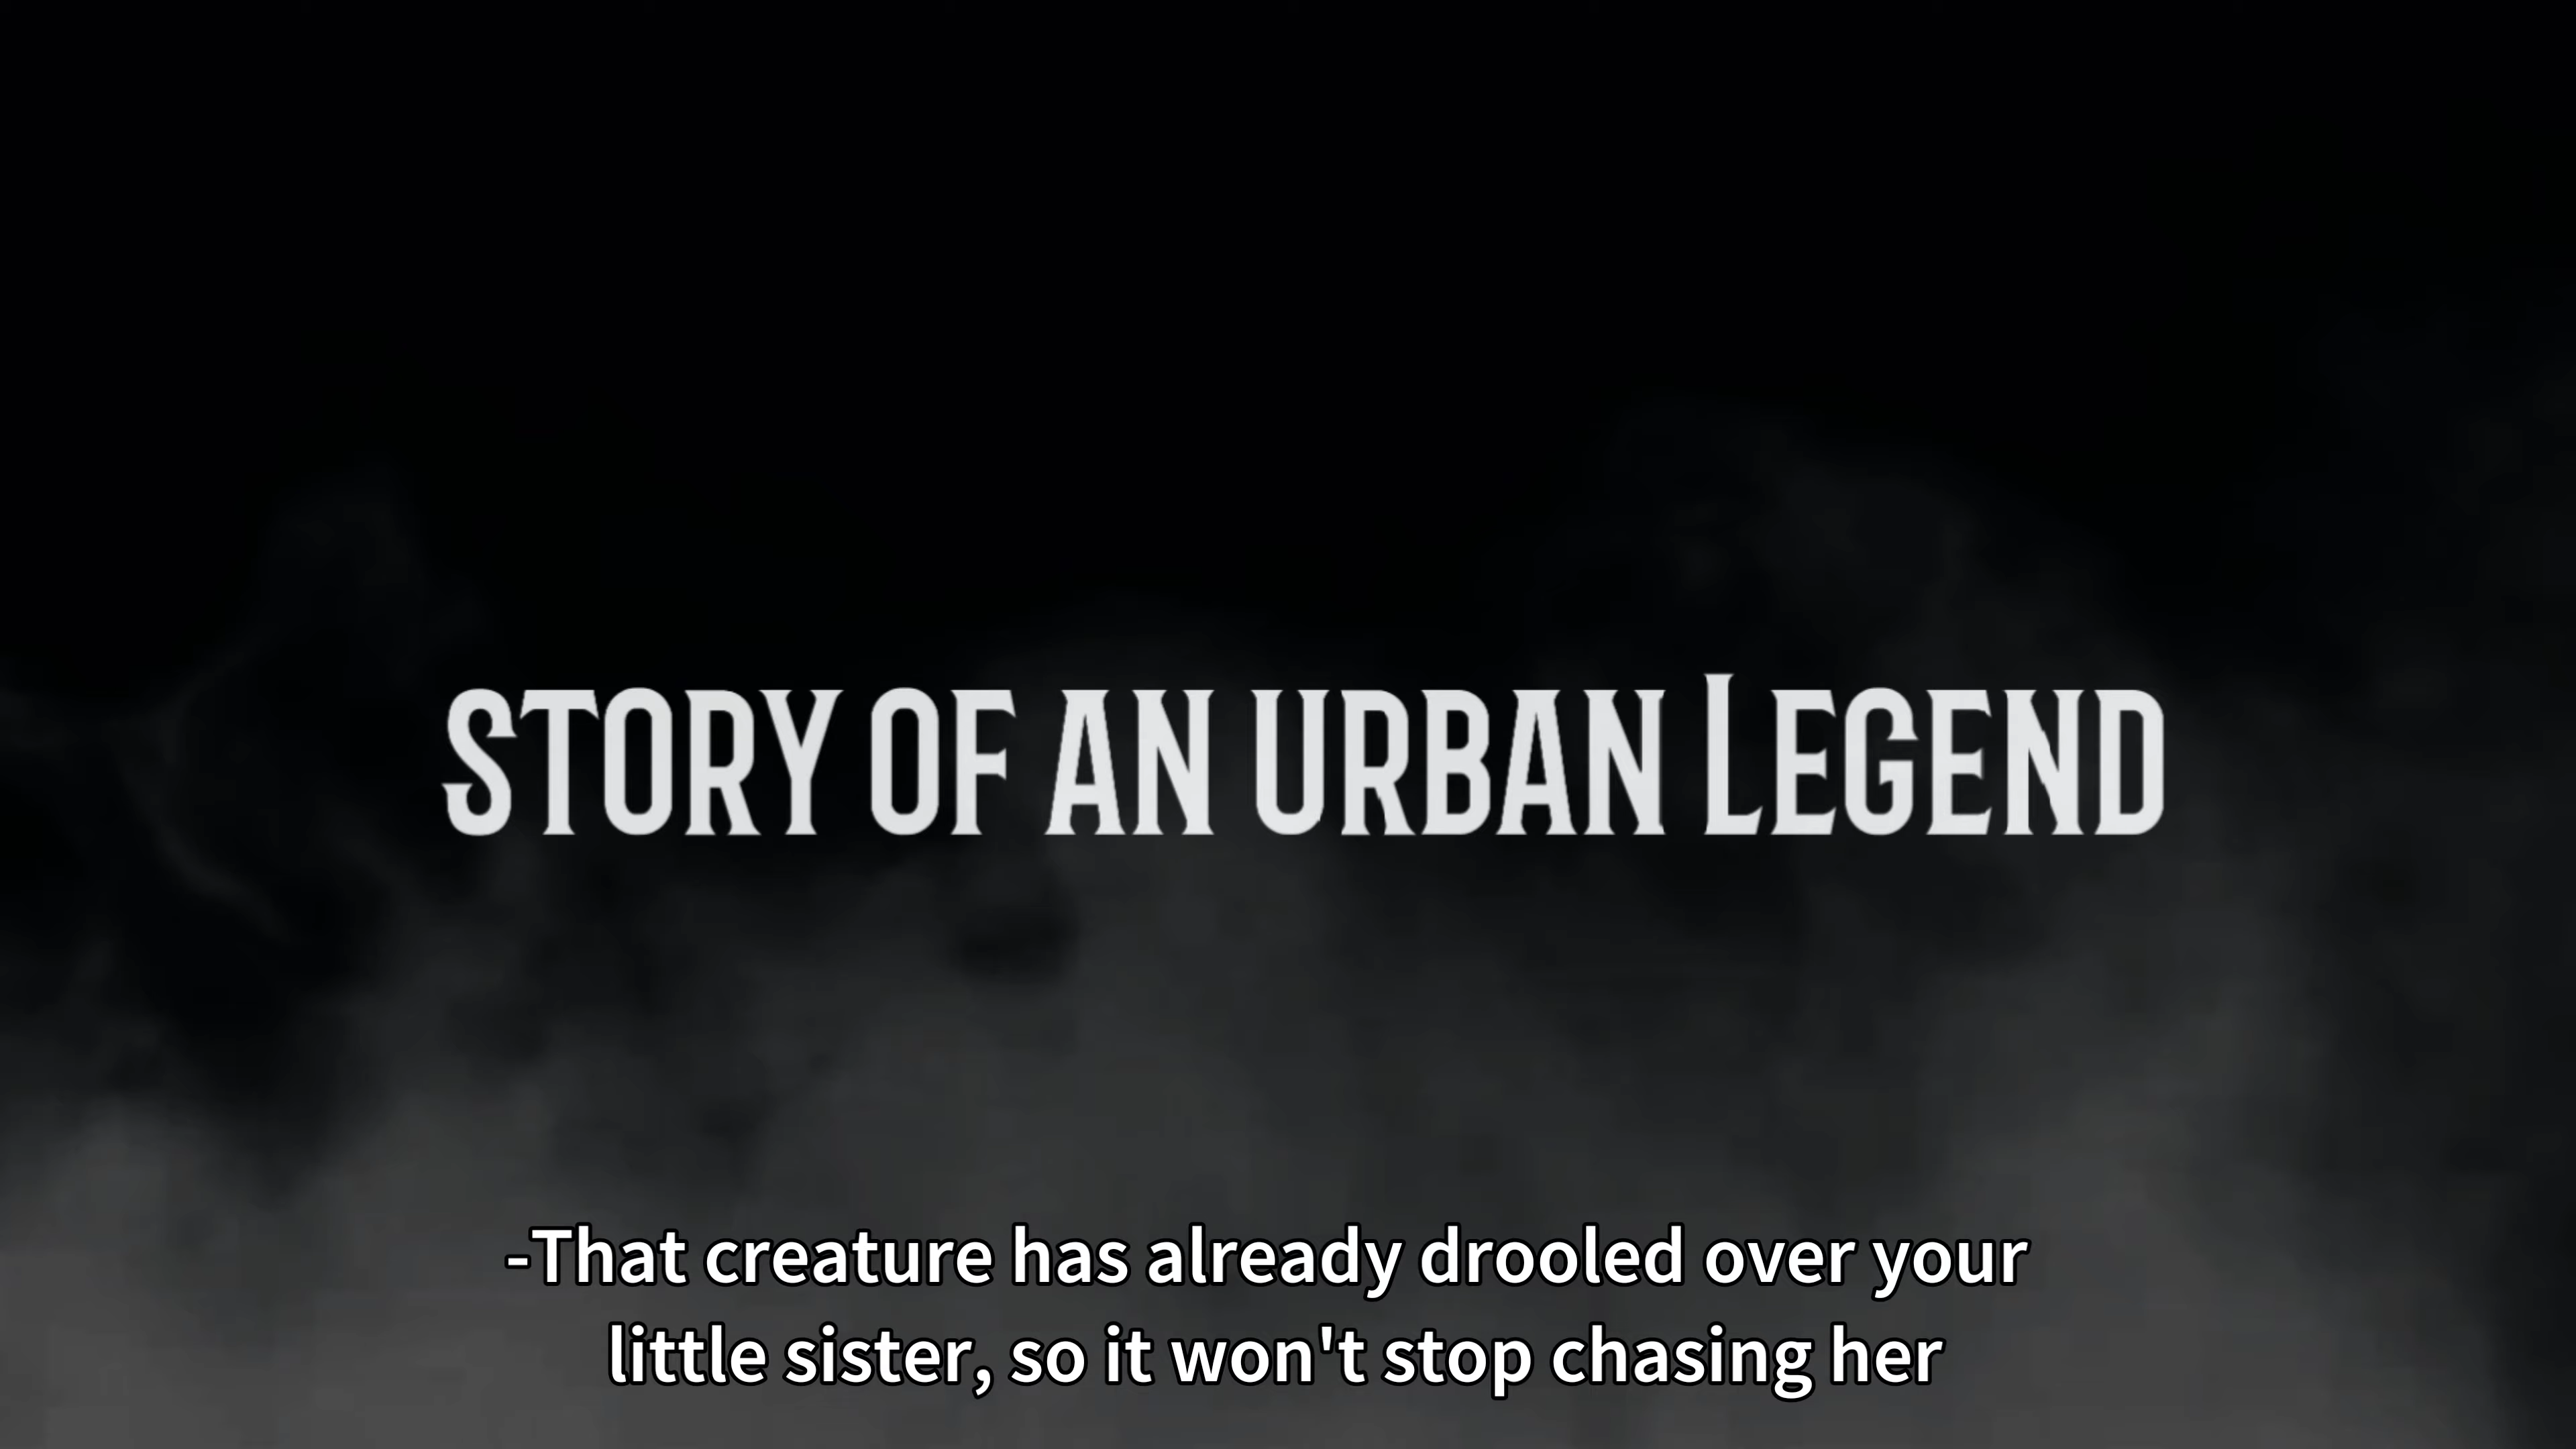 STORY OF AN URBAN LEGEND
-That creature has already drooled over your
little sister, so it won't stop chasing her